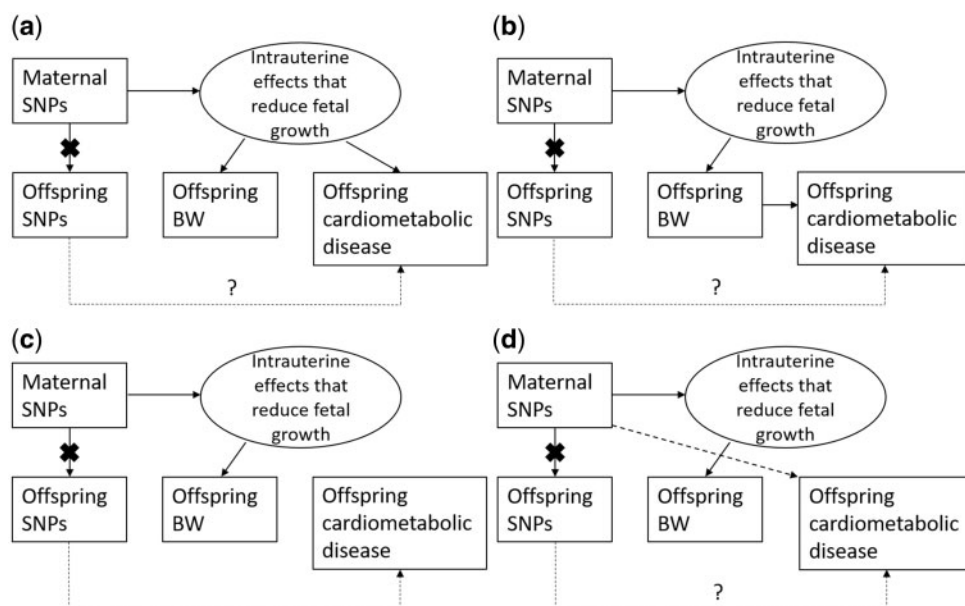 (a)
Maternal
SNPs
Intrauterine
effects that
reduce fetal
growth
Offspring
SNPs
Offspring
BW
Offspring
cardiometabolic
disease
?
(b)
Maternal
SNPs
Intrauterine
effects that
reduce fetal
growth
Offspring
SNPs
Offspring
BW
Offspring
cardiometabolic
disease
?
(c)
Maternal
SNPs
Intrauterine
effects that
reduce fetal
growth
Offspring
SNPs
Offspring
BW
Offspring
cardiometabolic
disease
(d)
Maternal
SNPs
Intrauterine
effects that
reduce fetal
growth
Offspring
SNPs
Offspring
BW
Offspring
cardiometabolic
disease
?